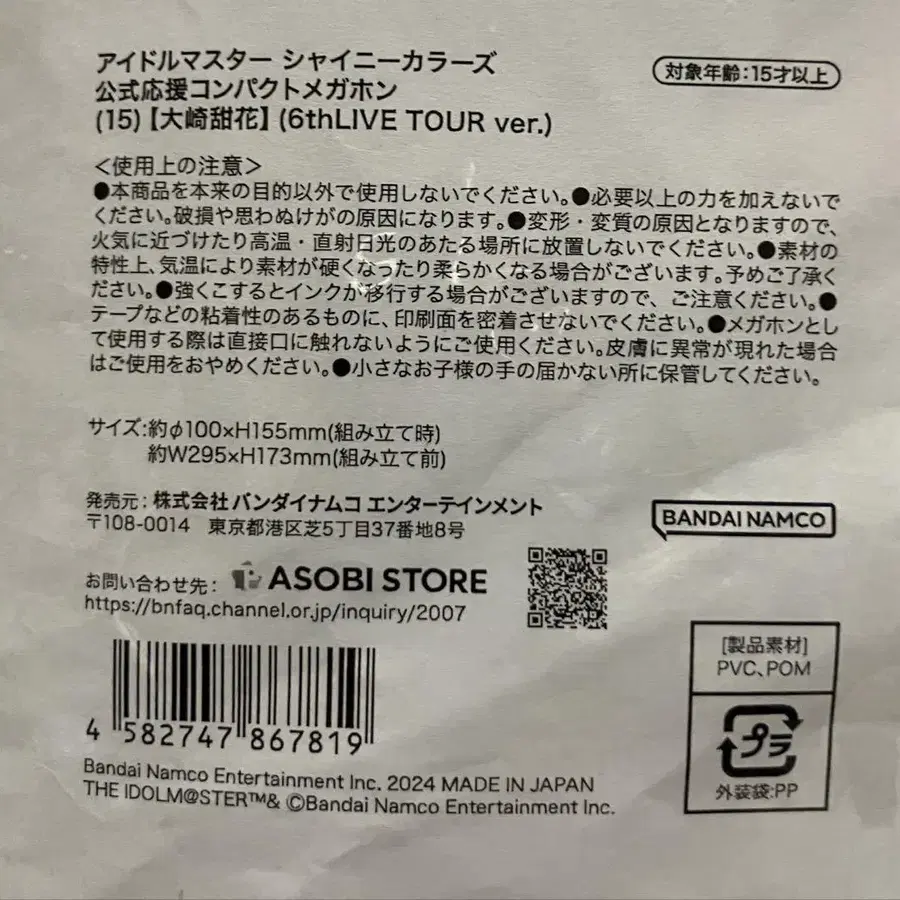 アイドルマスター シャイニーカラーズ
公式応援コンパクトメガホン
(15)【大崎甜花】(6thLIVE TOUR ver.)
対象年齢:15才以上
<使用上の注意>
●本商品を本来の目的以外で使用しないでください。●必要以上の力を加えないで
ください。破損や思わぬけがの原因になります。●変形・変質の原因となりますので、
火気に近づけたり高温・直射日光のあたる場所に放置しないでください。●素材の
特性上、気温により素材が硬くなったり柔らかくなる場合がございます。予めご了承く
ださい。●強くこするとインクが移行する場合がございますので、ご注意ください。●
テープなどの粘着性のあるものに、印刷面を密着させないでください。●メガホンとし
て使用する際は直接口に触れないようにご使用ください。皮膚に異常が現れた場合
はご使用をおやめください。●小さなお子様の手の届かない所に保管してください。
サイズ:約φ100×H155mm(組み立て時)
約W295×H173mm(組み立て前)
発売元:株式会社バンダイナムコ エンターテインメント
〒108-0014 東京都港区芝5丁目37番地8号
BANDAI NAMCO
お問い合わせ先: ASOBI STORE
https://bnfaq.channel.or.jp/inquiry/2007
[製品素材]
PVC、POM
プラ
外装袋:PP
4 582747 867819
Bandai Namco Entertainment Inc. 2024 MADE IN JAPAN
THE IDOLM@STER™& ©Bandai Namco Entertainment Inc.